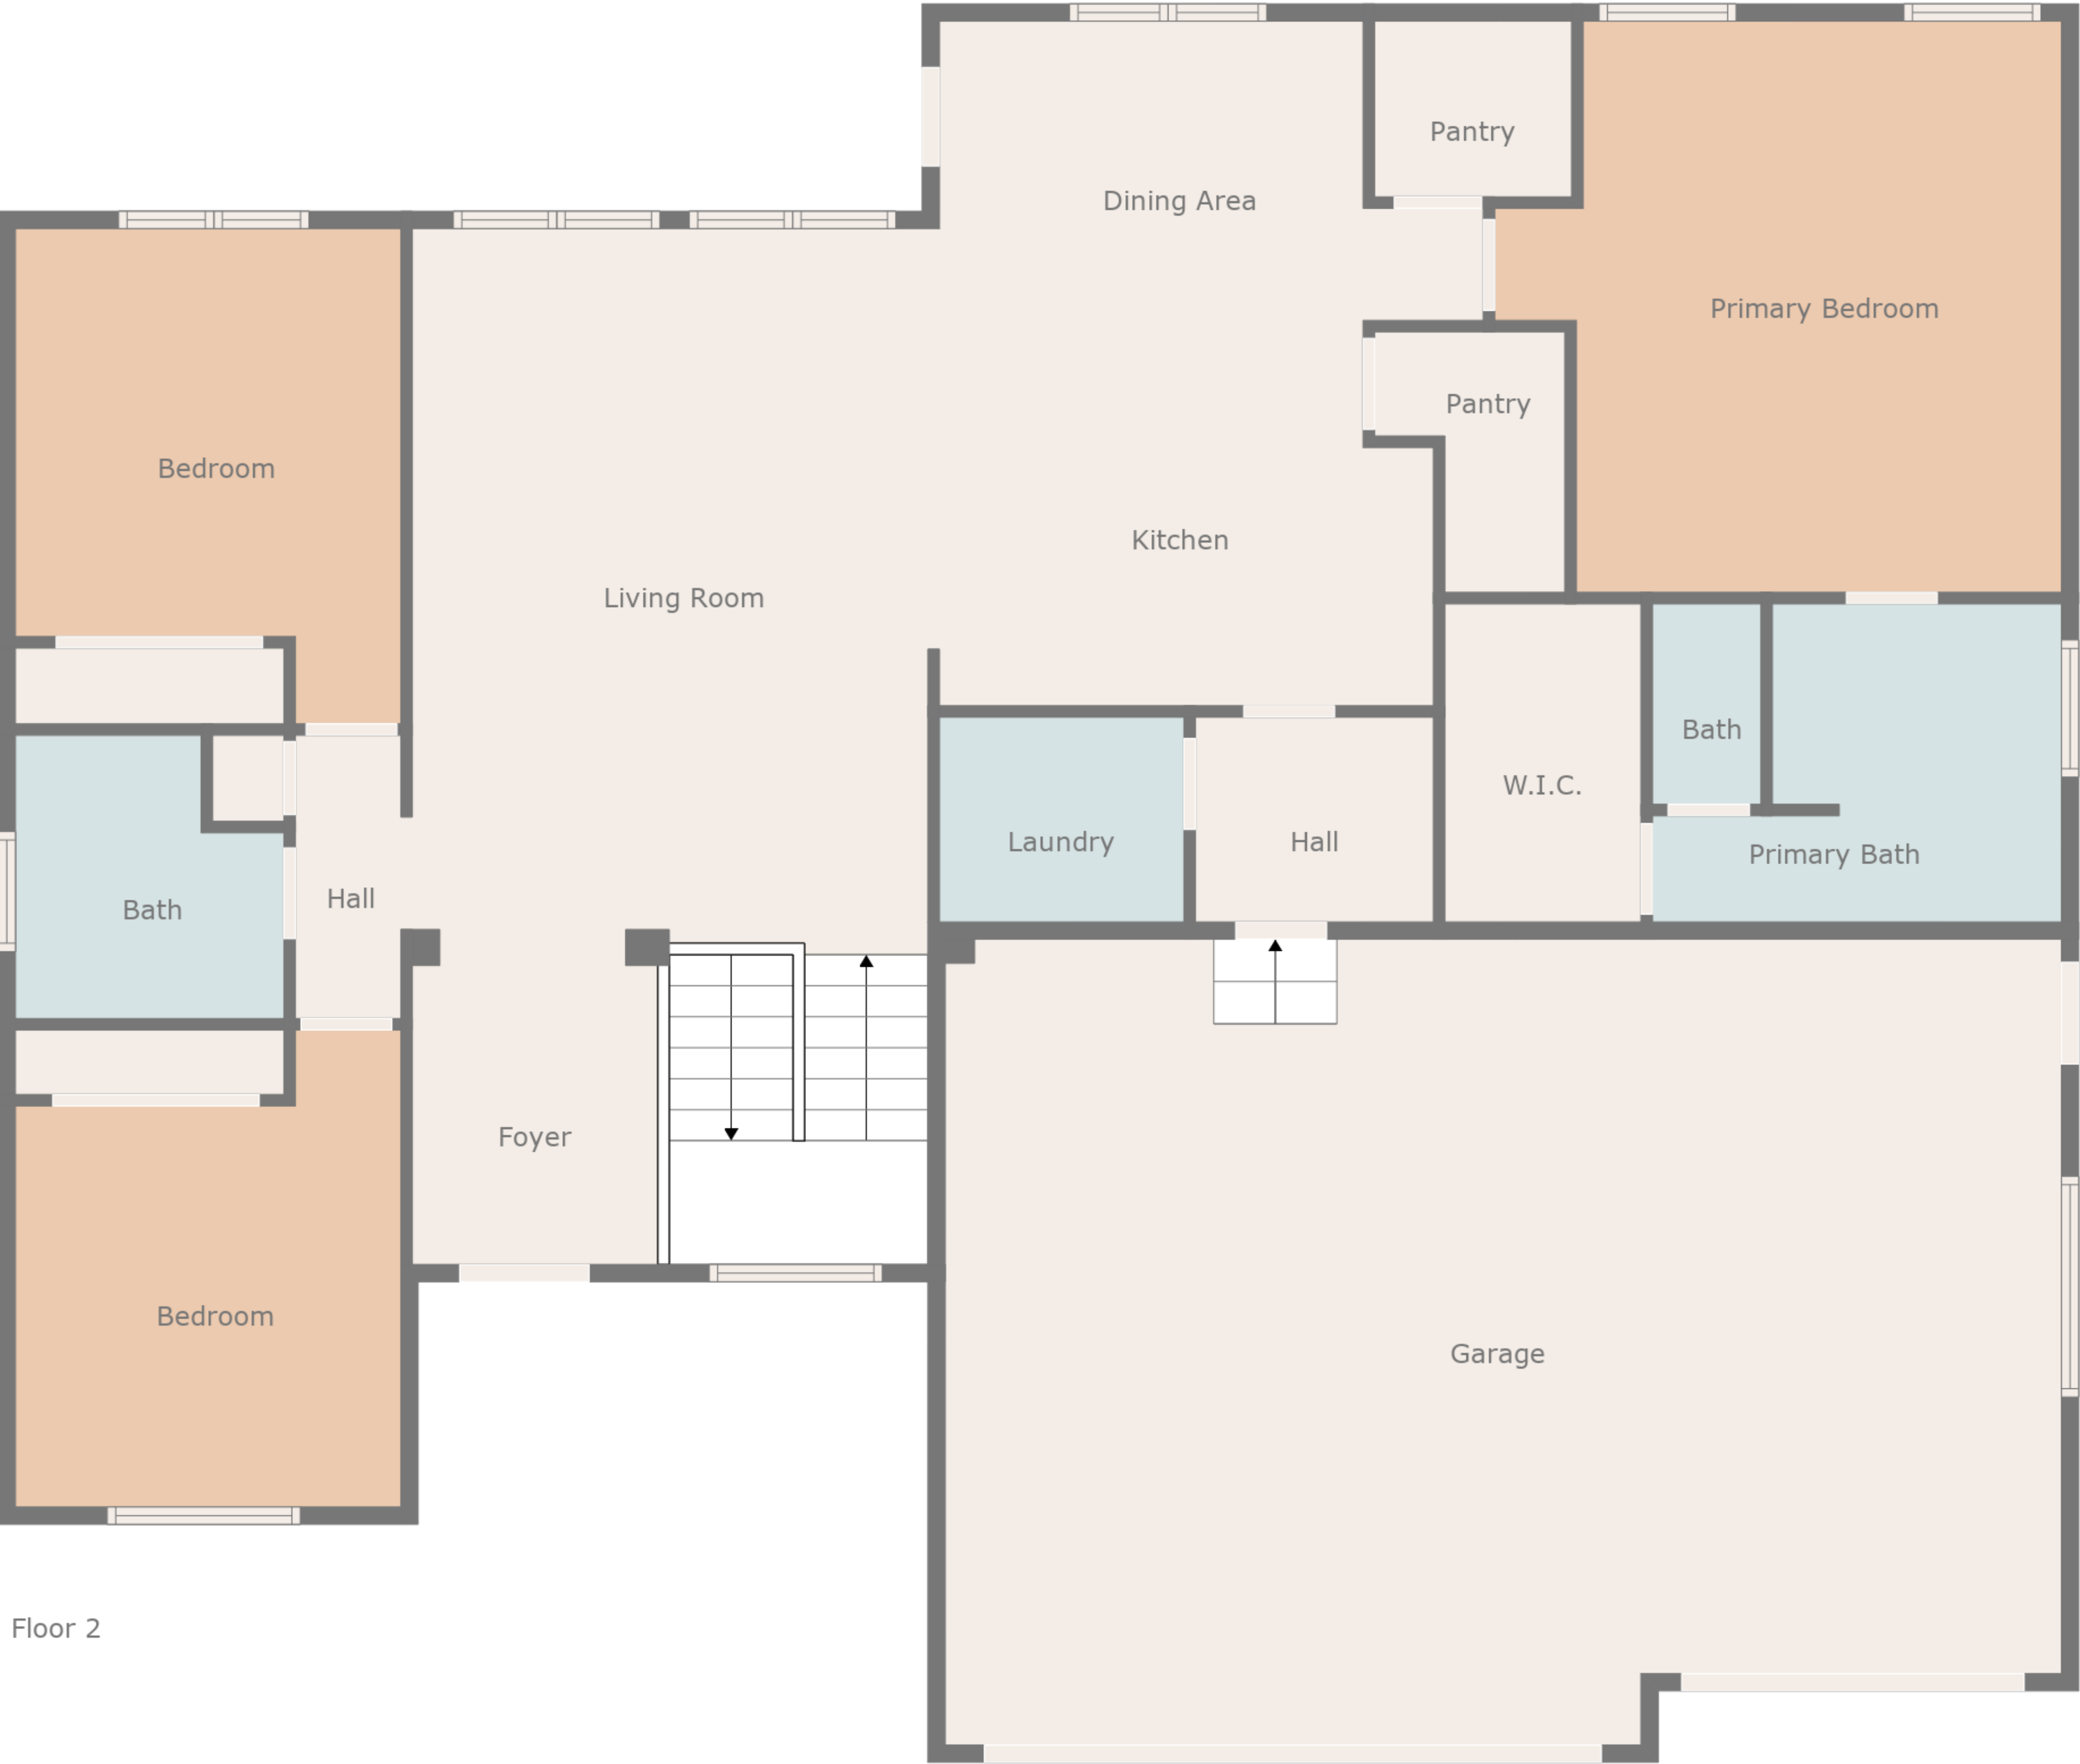 Pantry
Dining Area
Primary Bedroom
Pantry
Bedroom
Kitchen
Living Room
Bath
W.I.C.
Laundry
Hall
Primary Bath
Hall
Bath
Foyer
Bedroom
Garage
Floor 2